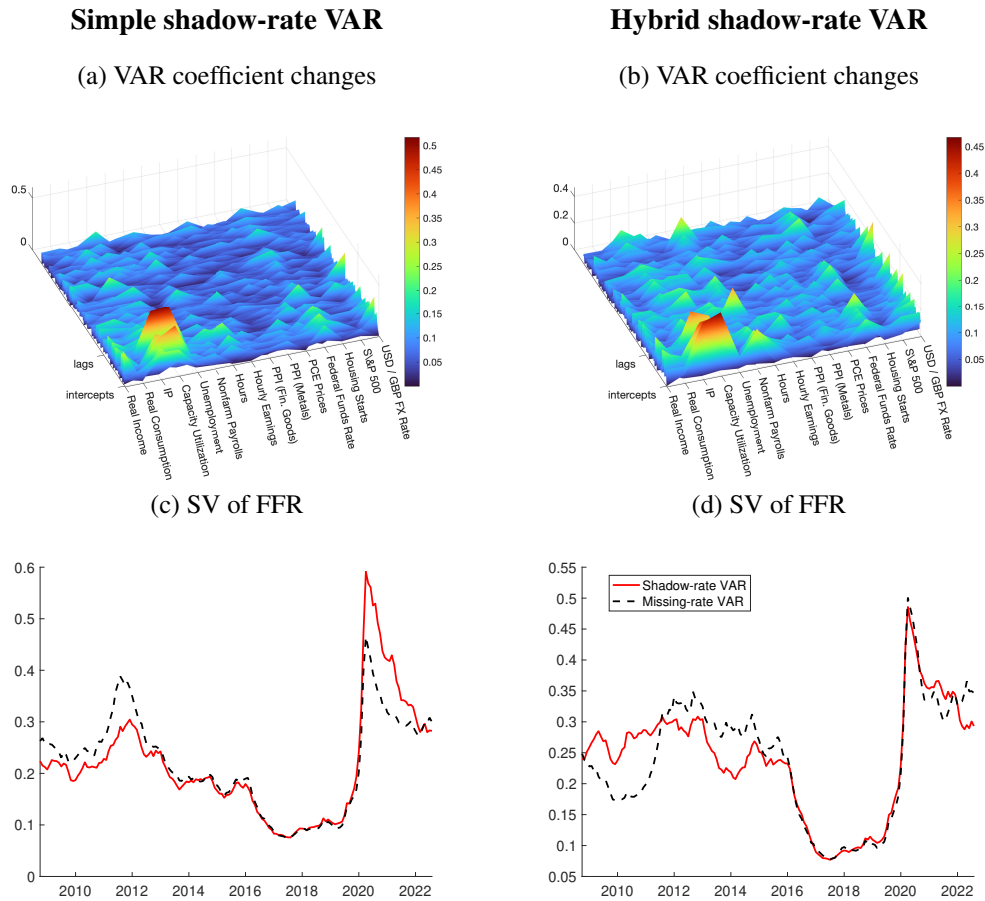 Simple shadow-rate VAR
Hybrid shadow-rate VAR
(a) VAR coefficient changes
(b) VAR coefficient changes
0.5
0
lags
intercepts
Real Income
Real Consumption
IP
Capacity Utilization
Unemployment
Nonfarm Payrolls
Hours
Hourly Earnings
PPI (Fin. Goods)
PPI (Metals)
PCE Prices
Federal Funds Rate
Housing Starts
S\&P 500
USD / GBP FX Rate
0.5
0.45
0.4
0.35
0.3
0.25
0.2
0.15
0.1
0.05
0.4
0.2
0
lags
intercepts
Real Income
Real Consumption
IP
Capacity Utilization
Unemployment
Nonfarm Payrolls
Hours
Hourly Earnings
PPI (Fin. Goods)
PPI (Metals)
PCE Prices
Federal Funds Rate
Housing Starts
S\&P 500
USD / GBP FX Rate
0.45
0.4
0.35
0.3
0.25
0.2
0.15
0.1
0.05
(c) SV of FFR
(d) SV of FFR
0.6
0.5
0.4
0.3
0.2
0.1
0
2010 2012 2014 2016 2018 2020 2022
0.55
0.5
0.45
0.4
0.35
0.3
0.25
0.2
0.15
0.1
0.05
Shadow-rate VAR
Missing-rate VAR
2010 2012 2014 2016 2018 2020 2022